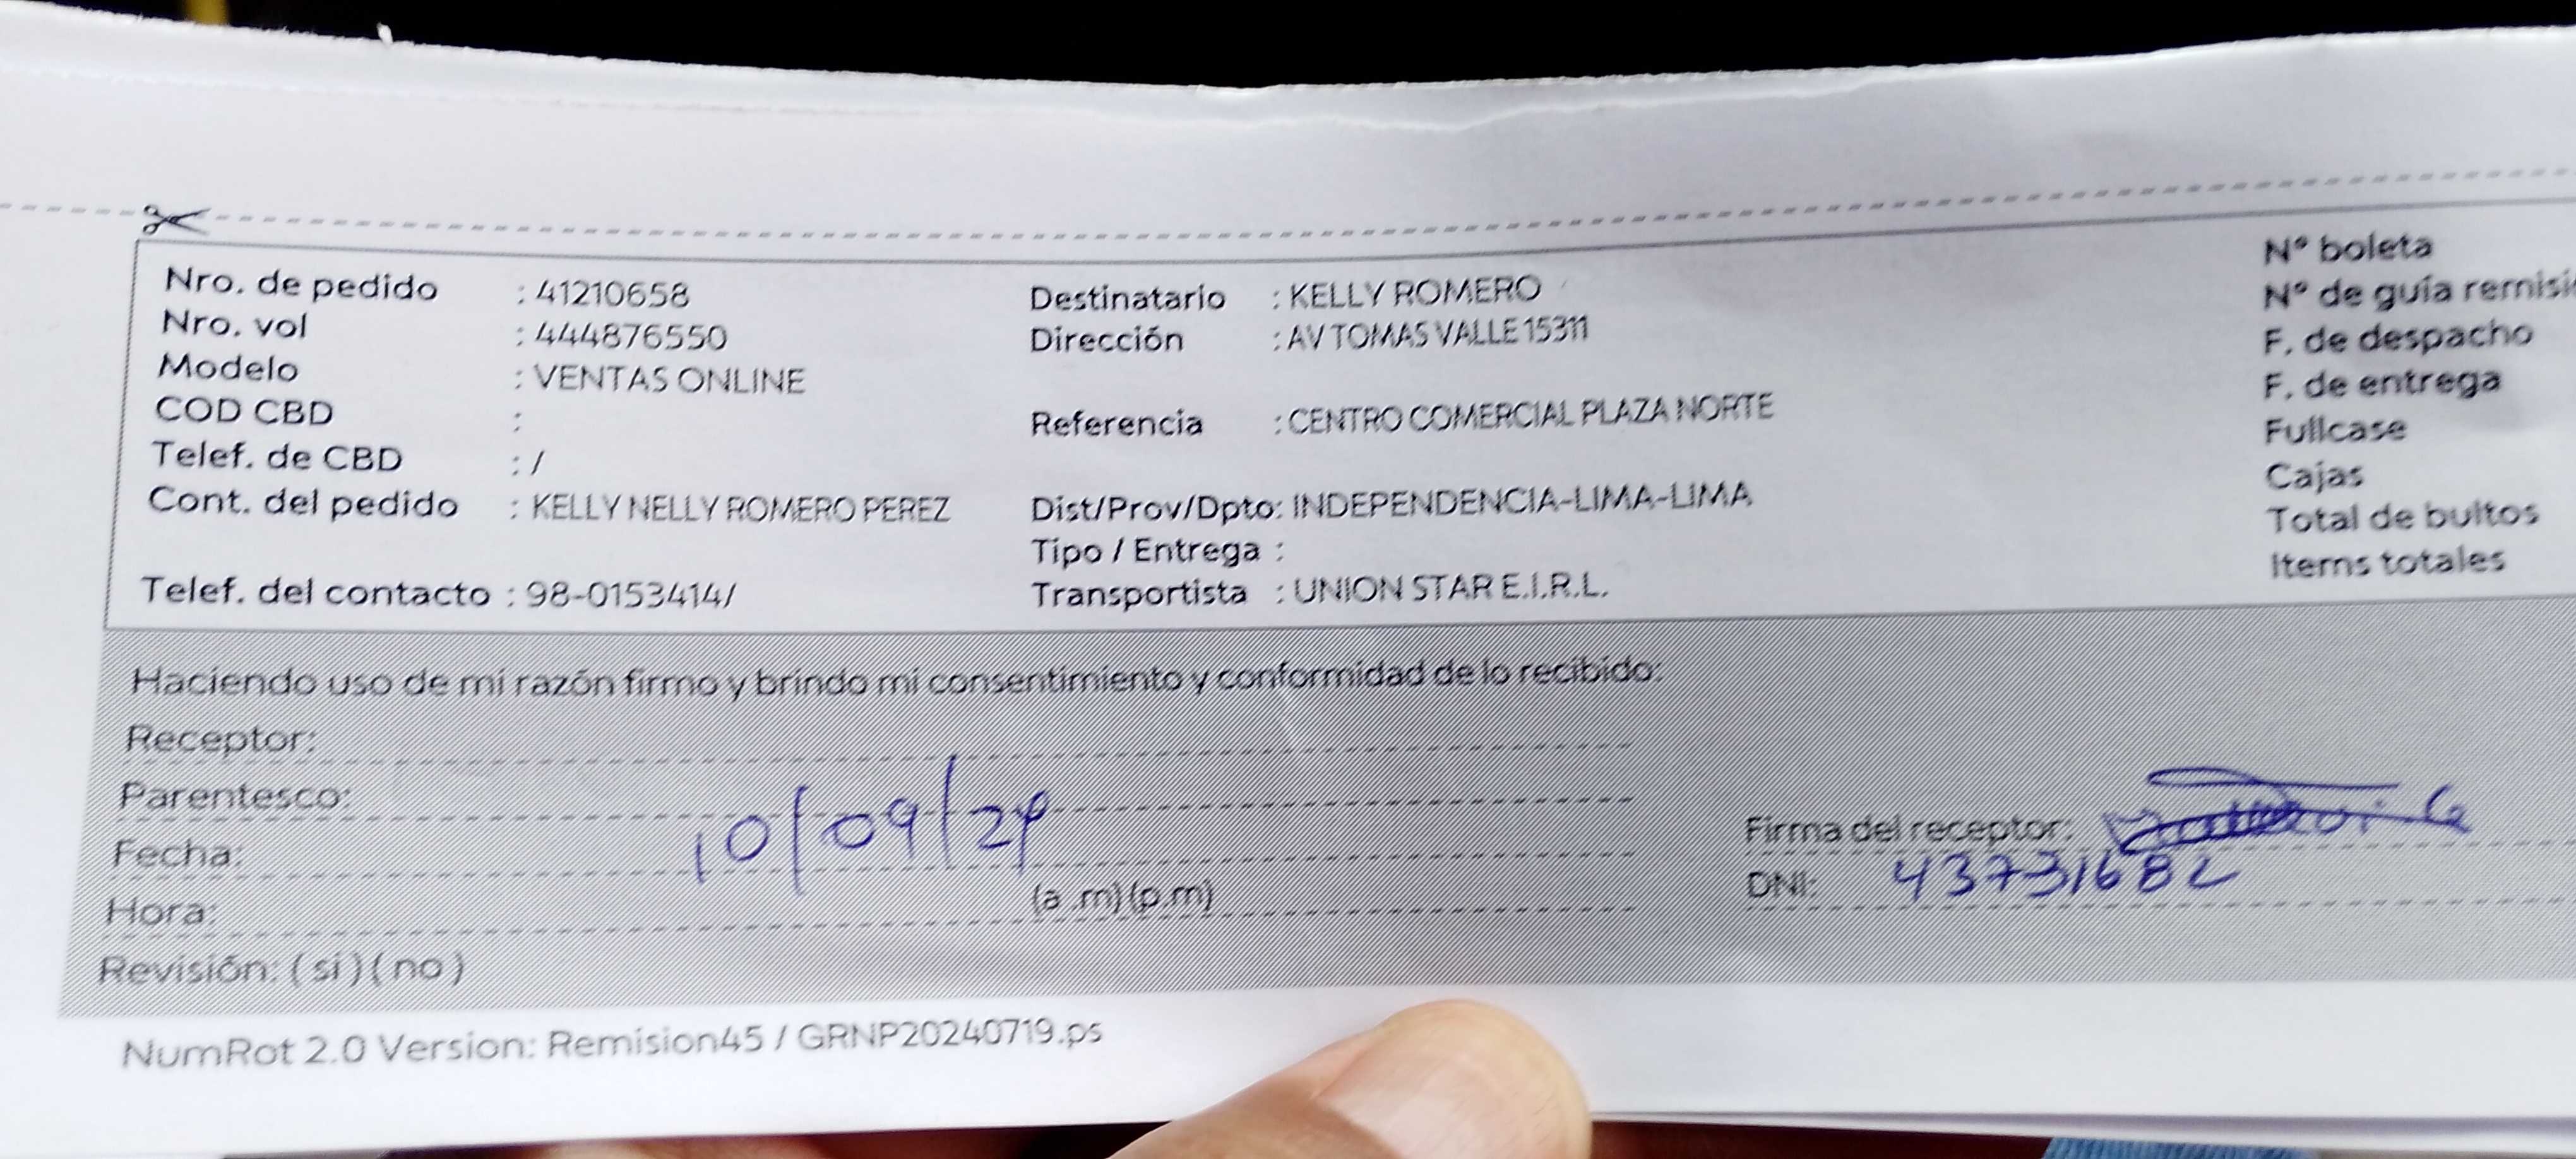 Nro. de pedido : 41210658
Nro. vol : 444876550
Modelo : VENTAS ONLINE
COD CBD :
Telef. de CBD : /
Cont. del pedido : KELLY NELLY ROMERO PEREZ
Telef. del contacto : 98-0153414/
Destinatario : KELLY ROMERO
Dirección : AV TOMAS VALLE 15311
Referencia : CENTRO COMERCIAL PLAZA NORTE
Dist/Prov/Dpto: INDEPENDENCIA-LIMA-LIMA
Tipo / Entrega :
Transportista : UNION STAR E.I.R.L.
N° boleta
N° de guía remisi
F. de despacho
F. de entrega
Fullcase
Cajas
Total de bultos
Items totales
Haciendo uso de mi razón firmo y brindo mi consentimiento y conformidad de lo recibido:
Receptor:
Parentesco:
Fecha: 10/09/24
Hora: (a .m)(p.m)
Revisión: ( si ) ( no )
Firma del receptor:
DNI: 43731682
NumRot 2.0 Version: Remision45 / GRNP20240719.ps